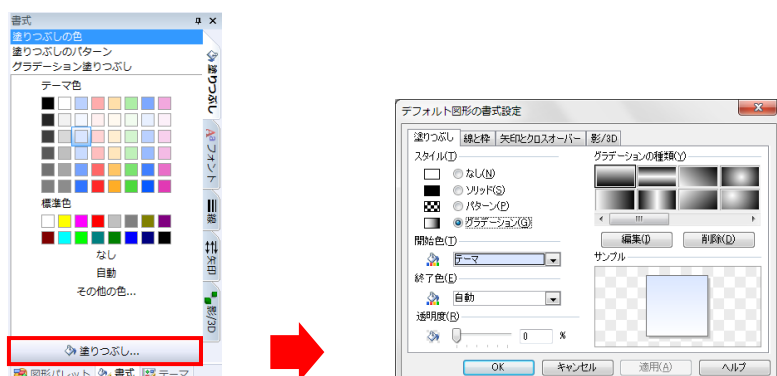 書式
塗りつぶしの色
塗りつぶしのパターン
グラデーション塗りつぶし
テーマ色
標準色
なし
自動
その他の色...
塗りつぶし...
図形パレット 書式 テーマ
塗りつぶし
フォント
線
矢印
影/3D
デフォルト図形の書式設定
塗りつぶし 線と枠 矢印とクロスオーバー 影/3D
スタイル(T)
なし(N)
ソリッド(S)
パターン(P)
グラデーション(G)
開始色(T)
テーマ
終了色(E)
自動
透明度(R)
0 %
グラデーションの種類(Y)
編集(I) 削除(D)
サンプル
OK キャンセル 適用(A) ヘルプ